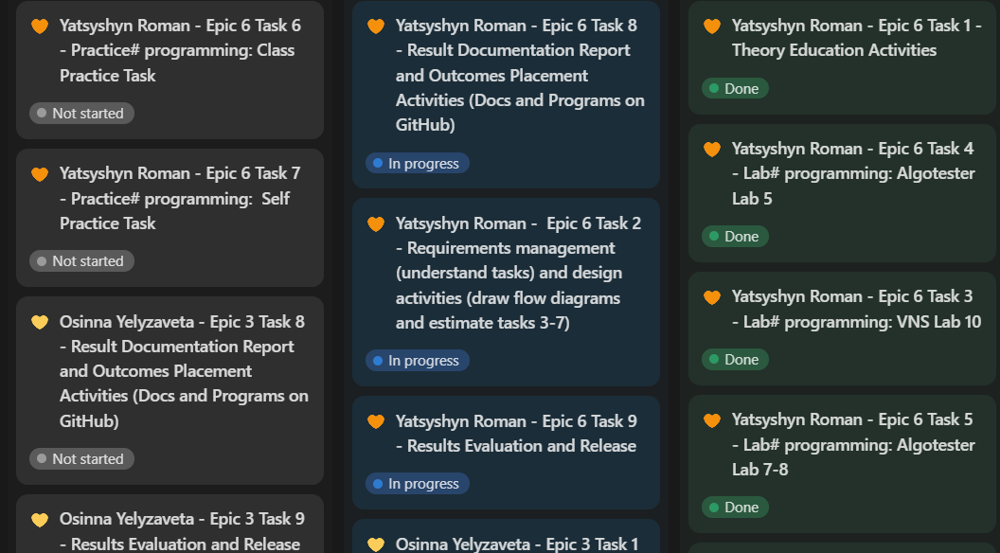 Yatsyshyn Roman - Epic 6 Task 6
- Practice# programming: Class
Practice Task
Not started
Yatsyshyn Roman - Epic 6 Task 7
- Practice# programming:  Self
Practice Task
Not started
Osinna Yelyzaveta - Epic 3 Task 8
- Result Documentation Report
and Outcomes Placement
Activities (Docs and Programs on
GitHub)
Not started
Osinna Yelyzaveta - Epic 3 Task 9
- Results Evaluation and Release
Yatsyshyn Roman - Epic 6 Task 8
- Result Documentation Report
and Outcomes Placement
Activities (Docs and Programs on
GitHub)
In progress
Yatsyshyn Roman -  Epic 6 Task 2
- Requirements management
(understand tasks) and design
activities (draw flow diagrams
and estimate tasks 3-7)
In progress
Yatsyshyn Roman - Epic 6 Task 9
- Results Evaluation and Release
In progress
Osinna Yelyzaveta - Epic 3 Task 1
Yatsyshyn Roman - Epic 6 Task 1 -
Theory Education Activities
Done
Yatsyshyn Roman - Epic 6 Task 4
- Lab# programming: Algotester
Lab 5
Done
Yatsyshyn Roman - Epic 6 Task 3
- Lab# programming: VNS Lab 10
Done
Yatsyshyn Roman - Epic 6 Task 5
- Lab# programming: Algotester
Lab 7-8
Done